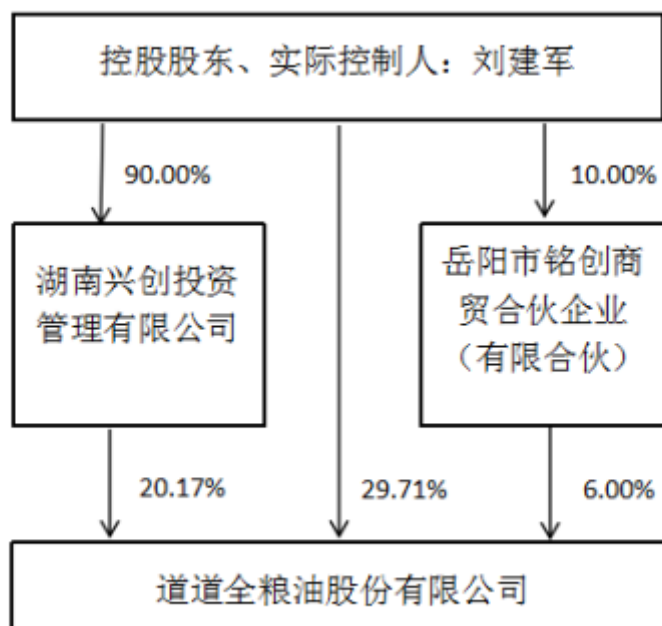 控股股东、实际控制人：刘建军
90.00%
10.00%
湖南兴创投资
管理有限公司
岳阳市铭创商
贸合伙企业
（有限合伙）
20.17%
29.71%
6.00%
道道全粮油股份有限公司